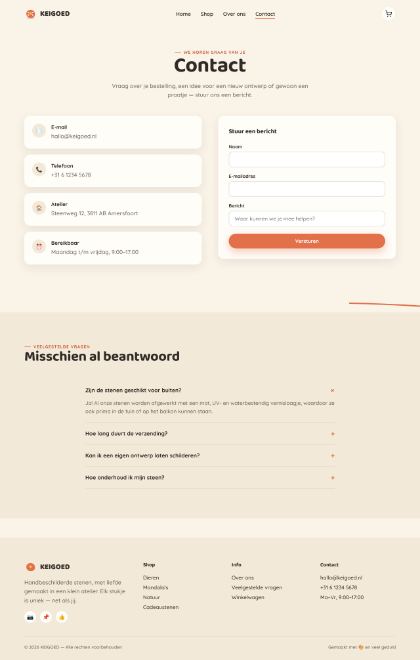 KEIGOED
Home Shop Over ons Contact
WE HOREN GRAAG VAN JE
Contact
Vraag over je bestelling, een idee voor een nieuw ontwerp of gewoon een
praatje — stuur ons een bericht.
E-mail
hallo@keigoed.nl
Telefoon
+31 6 1234 5678
Atelier
Steenweg 12, 3811 AB Amersfoort
Bereikbaar
Maandag t/m vrijdag, 9:00–17:00
Stuur een bericht
Naam
E-mailadres
Bericht
Waar kunnen we je mee helpen?
Versturen
VEELGESTELDE VRAGEN
Misschien al beantwoord
Zijn de stenen geschikt voor buiten?
Ja! Al onze stenen worden afgewerkt met een mat, UV- en waterbestendig vernislaagje, waardoor ze
ook prima in de tuin of op het balkon kunnen staan.
Hoe lang duurt de verzending? +
Kan ik een eigen ontwerp laten schilderen? +
Hoe onderhoud ik mijn steen? +
KEIGOED
Handbeschilderde stenen, met liefde
gemaakt in een klein atelier. Elk stukje
is uniek — net als jij.
Shop
Dieren
Mandala's
Natuur
Cadeaustenen
Info
Over ons
Veelgestelde vragen
Winkelwagen
Contact
hallo@keigoed.nl
+31 6 1234 5678
Ma–Vr, 9:00–17:00
© 2025 KEIGOED — Alle rechten voorbehouden.
Gemaakt met en veel geduld